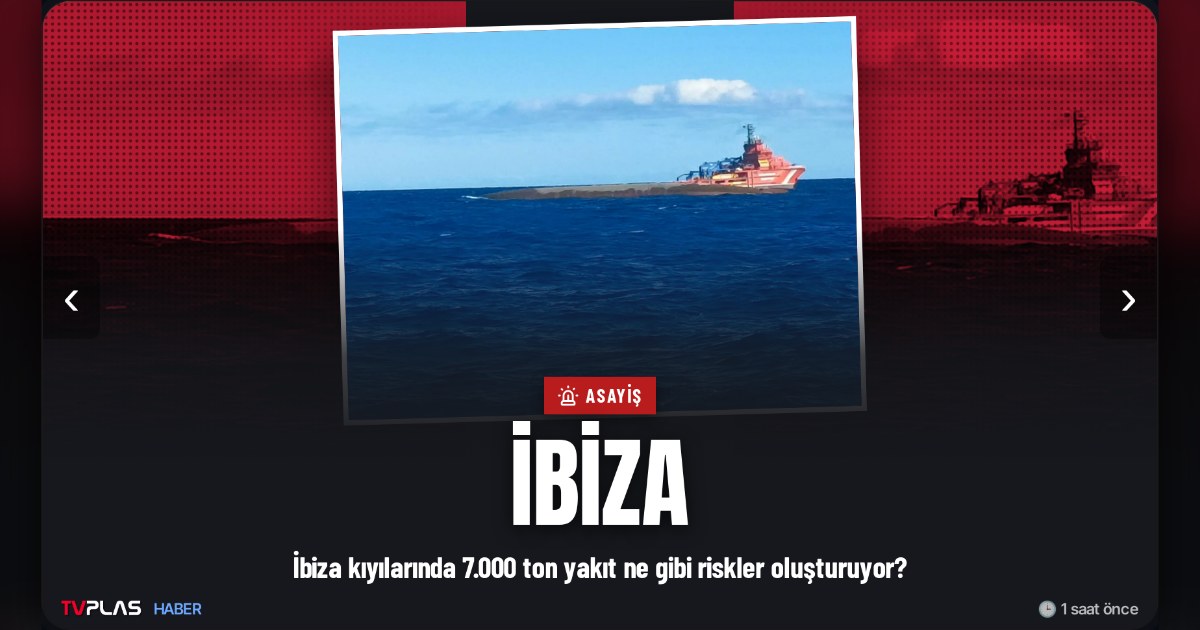 ASAYİŞ
İBİZA
İbiza kıyılarında 7.000 ton yakıt ne gibi riskler oluşturuyor?
TVPLAS HABER
1 saat önce